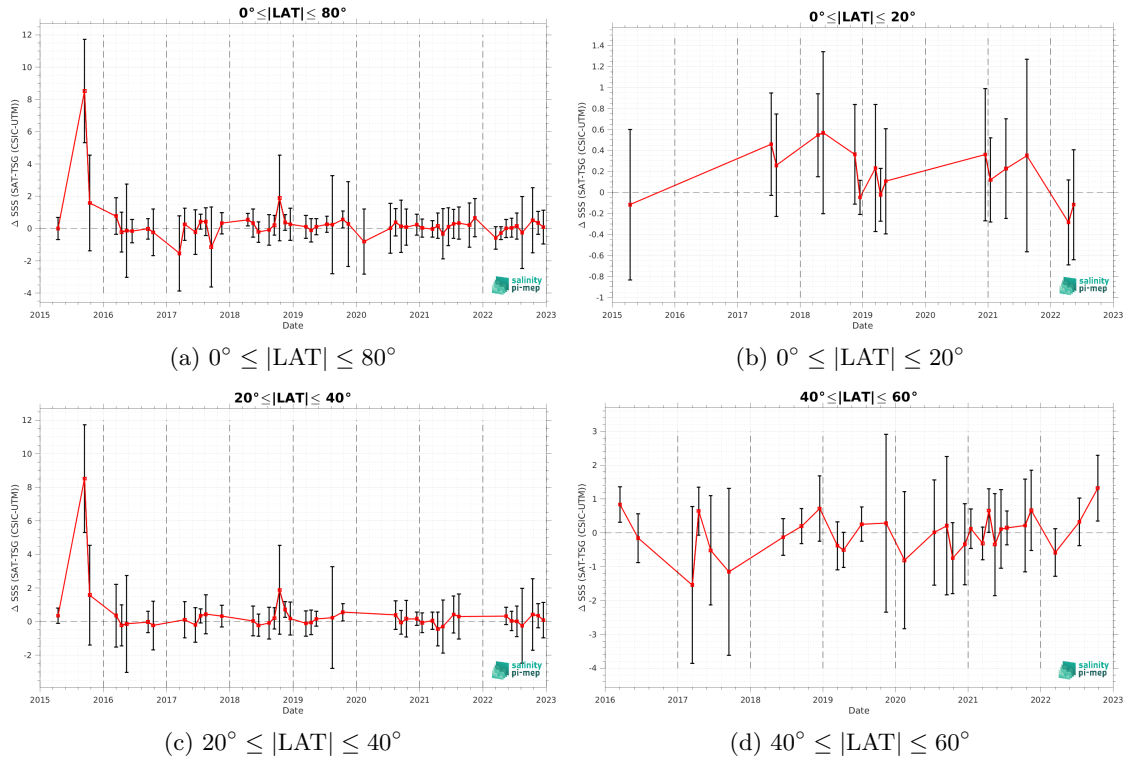 0°≤|LAT|≤ 80°
Δ SSS (SAT-TSG (CSIC-UTM))
12
10
8
6
4
2
0
-2
-4
2015 2016 2017 2018 2019 2020 2021 2022 2023
Date
salinity
pi-mep
(a) 0° ≤ |LAT| ≤ 80°
0°≤|LAT|≤ 20°
Δ SSS (SAT-TSG (CSIC-UTM))
1.4
1.2
1
0.8
0.6
0.4
0.2
0
-0.2
-0.4
-0.6
-0.8
-1
2015 2016 2017 2018 2019 2020 2021 2022 2023
Date
salinity
pi-mep
(b) 0° ≤ |LAT| ≤ 20°
20°≤|LAT|≤ 40°
Δ SSS (SAT-TSG (CSIC-UTM))
12
10
8
6
4
2
0
-2
2015 2016 2017 2018 2019 2020 2021 2022 2023
Date
salinity
pi-mep
(c) 20° ≤ |LAT| ≤ 40°
40°≤|LAT|≤ 60°
Δ SSS (SAT-TSG (CSIC-UTM))
3
2
1
0
-1
-2
-3
-4
2016 2017 2018 2019 2020 2021 2022 2023
Date
salinity
pi-mep
(d) 40° ≤ |LAT| ≤ 60°